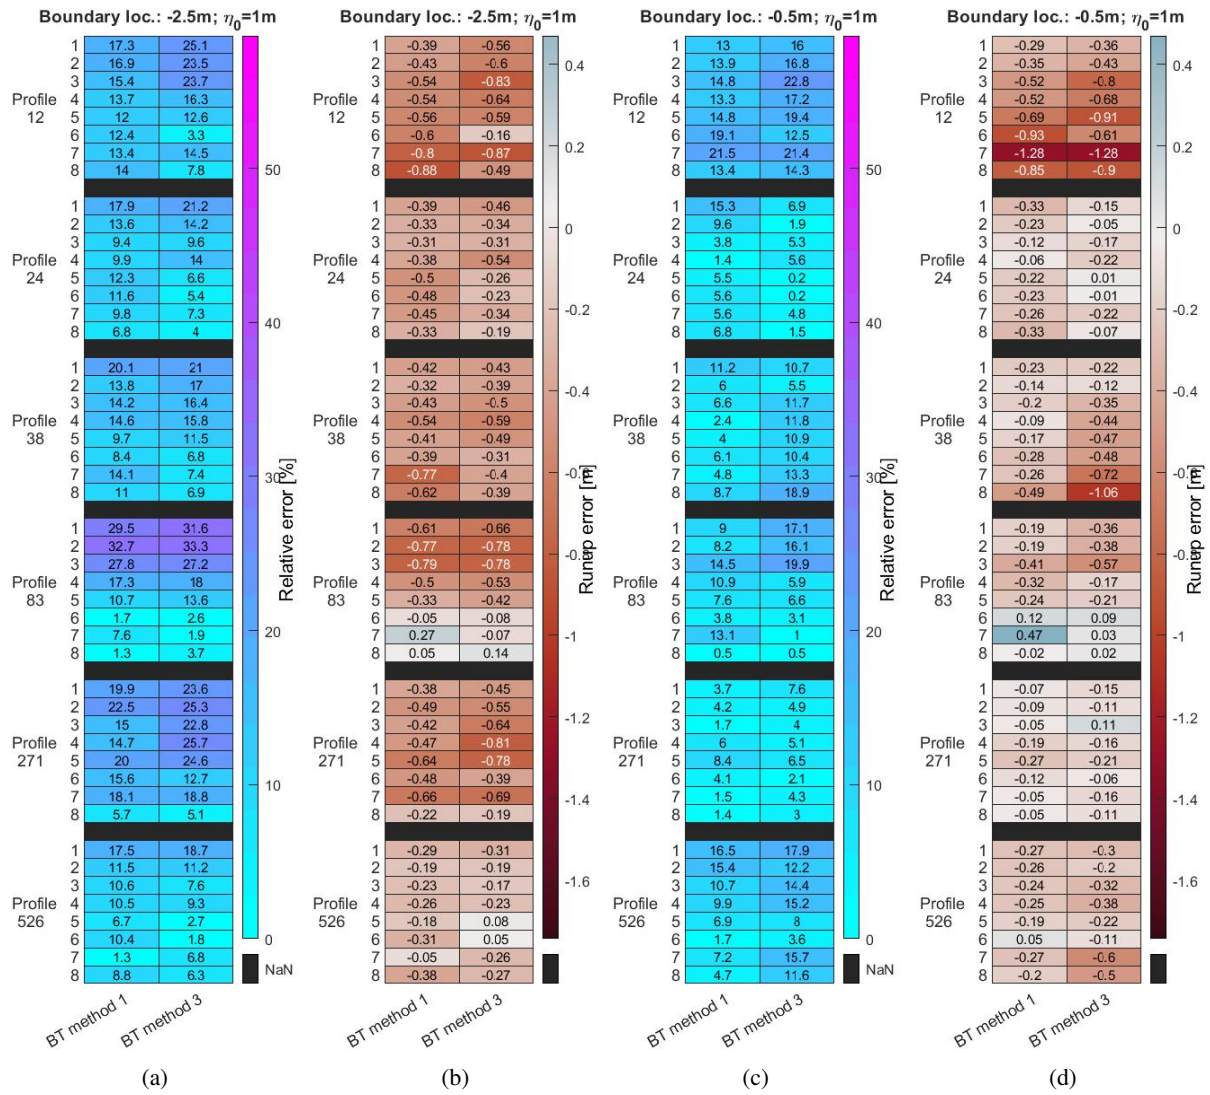 Boundary loc.: -2.5m; η0=1m
1 17.3 25.1
2 16.9 23.5
3 15.4 23.7
4 13.7 16.3
5 12 12.6
6 12.4 3.3
7 13.4 14.5
8 14 7.8
Profile
12
1 17.9 21.2
2 13.6 14.2
3 9.4 9.6
4 9.9 14
5 12.3 6.6
6 11.6 5.4
7 9.8 7.3
8 6.8 4
Profile
24
1 20.1 21
2 13.8 17
3 14.2 16.4
4 14.6 15.8
5 9.7 11.5
6 8.4 6.8
7 14.1 7.4
8 11 6.9
Profile
38
1 29.5 31.6
2 32.7 33.3
3 27.8 27.2
4 17.3 18
5 10.7 13.6
6 1.7 2.6
7 7.6 1.9
8 1.3 3.7
Profile
83
1 19.9 23.6
2 22.5 25.3
3 15 22.8
4 14.7 25.7
5 20 24.6
6 15.6 12.7
7 18.1 18.8
8 5.7 5.1
Profile
271
1 17.5 18.7
2 11.5 11.2
3 10.6 7.6
4 10.5 9.3
5 6.7 2.7
6 10.4 1.8
7 1.3 6.8
8 8.8 6.3
Profile
526
BT method 1
BT method 3
50
40
30
20
10
0
NaN
Relative error [%]
(a)
Boundary loc.: -2.5m; η0=1m
1 -0.39 -0.56
2 -0.43 -0.6
3 -0.54 -0.83
4 -0.54 -0.64
5 -0.56 -0.59
6 -0.6 -0.16
7 -0.8 -0.87
8 -0.88 -0.49
Profile
12
1 -0.39 -0.46
2 -0.33 -0.34
3 -0.31 -0.31
4 -0.38 -0.54
5 -0.5 -0.26
6 -0.48 -0.23
7 -0.45 -0.34
8 -0.33 -0.19
Profile
24
1 -0.42 -0.43
2 -0.32 -0.39
3 -0.43 -0.5
4 -0.54 -0.59
5 -0.41 -0.49
6 -0.39 -0.31
7 -0.77 -0.4
8 -0.62 -0.39
Profile
38
1 -0.61 -0.66
2 -0.77 -0.78
3 -0.79 -0.78
4 -0.5 -0.53
5 -0.33 -0.42
6 -0.05 -0.08
7 0.27 -0.07
8 0.05 0.14
Profile
83
1 -0.38 -0.45
2 -0.49 -0.55
3 -0.42 -0.64
4 -0.47 -0.81
5 -0.64 -0.78
6 -0.48 -0.39
7 -0.66 -0.69
8 -0.22 -0.19
Profile
271
1 -0.29 -0.31
2 -0.19 -0.19
3 -0.23 -0.17
4 -0.26 -0.23
5 -0.18 0.08
6 -0.31 0.05
7 -0.05 -0.26
8 -0.38 -0.27
Profile
526
BT method 1
BT method 3
0.4
0.2
0
-0.2
-0.4
-0.6
-0.8
-1
-1.2
-1.4
-1.6
Runup error [m]
(b)
Boundary loc.: -0.5m; η0=1m
1 13 16
2 13.9 16.8
3 14.8 22.8
4 13.3 17.2
5 14.8 19.4
6 19.1 12.5
7 21.5 21.4
8 13.4 14.3
Profile
12
1 15.3 6.9
2 9.6 1.9
3 3.8 5.3
4 1.4 5.6
5 5.5 0.2
6 5.6 0.2
7 5.6 4.8
8 6.8 1.5
Profile
24
1 11.2 10.7
2 6 5.5
3 6.6 11.7
4 2.4 11.8
5 4 10.9
6 6.1 10.4
7 4.8 13.3
8 8.7 18.9
Profile
38
1 9 17.1
2 8.2 16.1
3 14.5 19.9
4 10.9 5.9
5 7.6 6.6
6 3.8 3.1
7 13.1 1
8 0.5 0.5
Profile
83
1 3.7 7.6
2 4.2 4.9
3 1.7 4
4 6 5.1
5 8.4 6.5
6 4.1 2.1
7 1.5 4.3
8 1.4 3
Profile
271
1 16.5 17.9
2 15.4 12.2
3 10.7 14.4
4 9.9 15.2
5 6.9 8
6 1.7 3.6
7 7.2 15.7
8 4.7 11.6
Profile
526
BT method 1
BT method 3
50
40
30
20
10
0
NaN
Relative error [%]
(c)
Boundary loc.: -0.5m; η0=1m
1 -0.29 -0.36
2 -0.35 -0.43
3 -0.52 -0.8
4 -0.52 -0.68
5 -0.69 -0.91
6 -0.93 -0.61
7 -1.28 -1.28
8 -0.85 -0.9
Profile
12
1 -0.33 -0.15
2 -0.23 -0.05
3 -0.12 -0.17
4 -0.06 -0.22
5 -0.22 0.01
6 -0.23 -0.01
7 -0.26 -0.22
8 -0.33 -0.07
Profile
24
1 -0.23 -0.22
2 -0.14 -0.12
3 -0.2 -0.35
4 -0.09 -0.44
5 -0.17 -0.47
6 -0.28 -0.48
7 -0.26 -0.72
8 -0.49 -1.06
Profile
38
1 -0.19 -0.36
2 -0.19 -0.38
3 -0.41 -0.57
4 -0.32 -0.17
5 -0.24 -0.21
6 0.12 0.09
7 0.47 0.03
8 -0.02 0.02
Profile
83
1 -0.07 -0.15
2 -0.09 -0.11
3 -0.05 0.11
4 -0.19 -0.16
5 -0.27 -0.21
6 -0.12 -0.06
7 -0.05 -0.16
8 -0.05 -0.11
Profile
271
1 -0.27 -0.3
2 -0.26 -0.2
3 -0.24 -0.32
4 -0.25 -0.38
5 -0.19 -0.22
6 0.05 -0.11
7 -0.27 -0.6
8 -0.2 -0.5
Profile
526
BT method 1
BT method 3
0.4
0.2
0
-0.2
-0.4
-0.6
-0.8
-1
-1.2
-1.4
-1.6
Runup error [m]
(d)